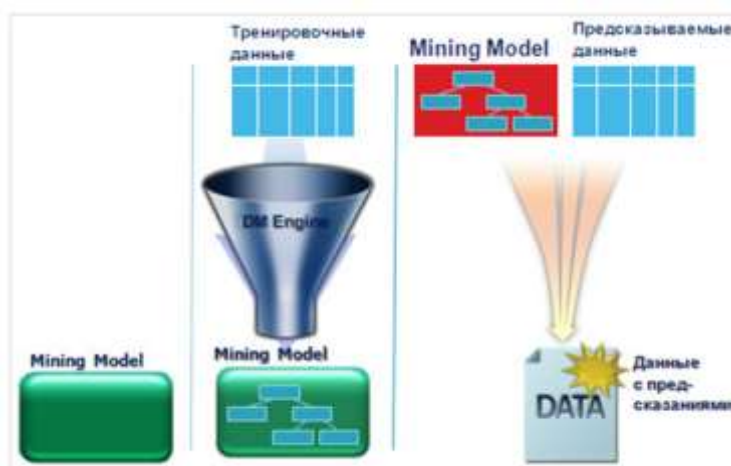 Тренировочные
данные
Mining Model
Предсказываемые
данные
DM Engine
Mining Model
Mining Model
DATA
Данные
с пред-
сказаниями